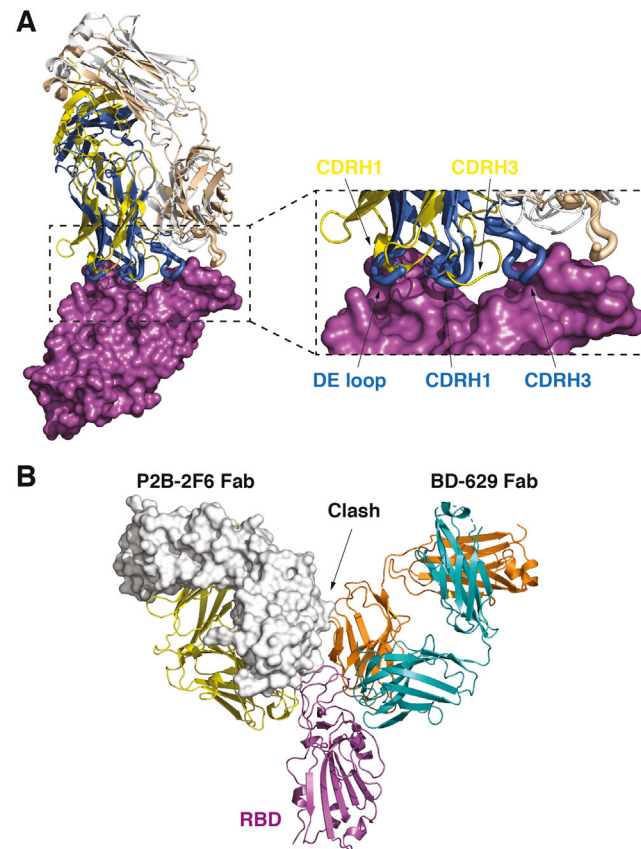 A
CDRH1 CDRH3
DE loop CDRH1 CDRH3
B
P2B-2F6 Fab BD-629 Fab
Clash
RBD